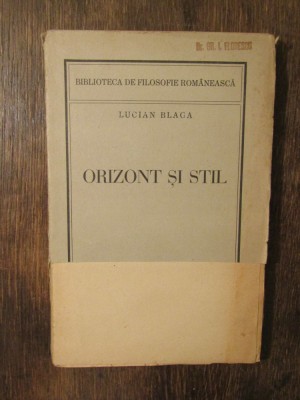 BIBLIOTECA DE FILOSOFIE ROMÂNEASCĂ
LUCIAN BLAGA
ORIZONT ȘI STIL